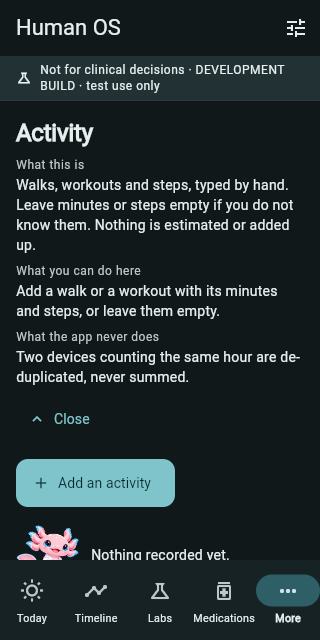 Human OS
Not for clinical decisions · DEVELOPMENT
BUILD · test use only
Activity
What this is
Walks, workouts and steps, typed by hand.
Leave minutes or steps empty if you do not
know them. Nothing is estimated or added
up.
What you can do here
Add a walk or a workout with its minutes
and steps, or leave them empty.
What the app never does
Two devices counting the same hour are de-
duplicated, never summed.
Close
Add an activity
Nothing recorded yet.
Today
Timeline
Labs
Medications
More